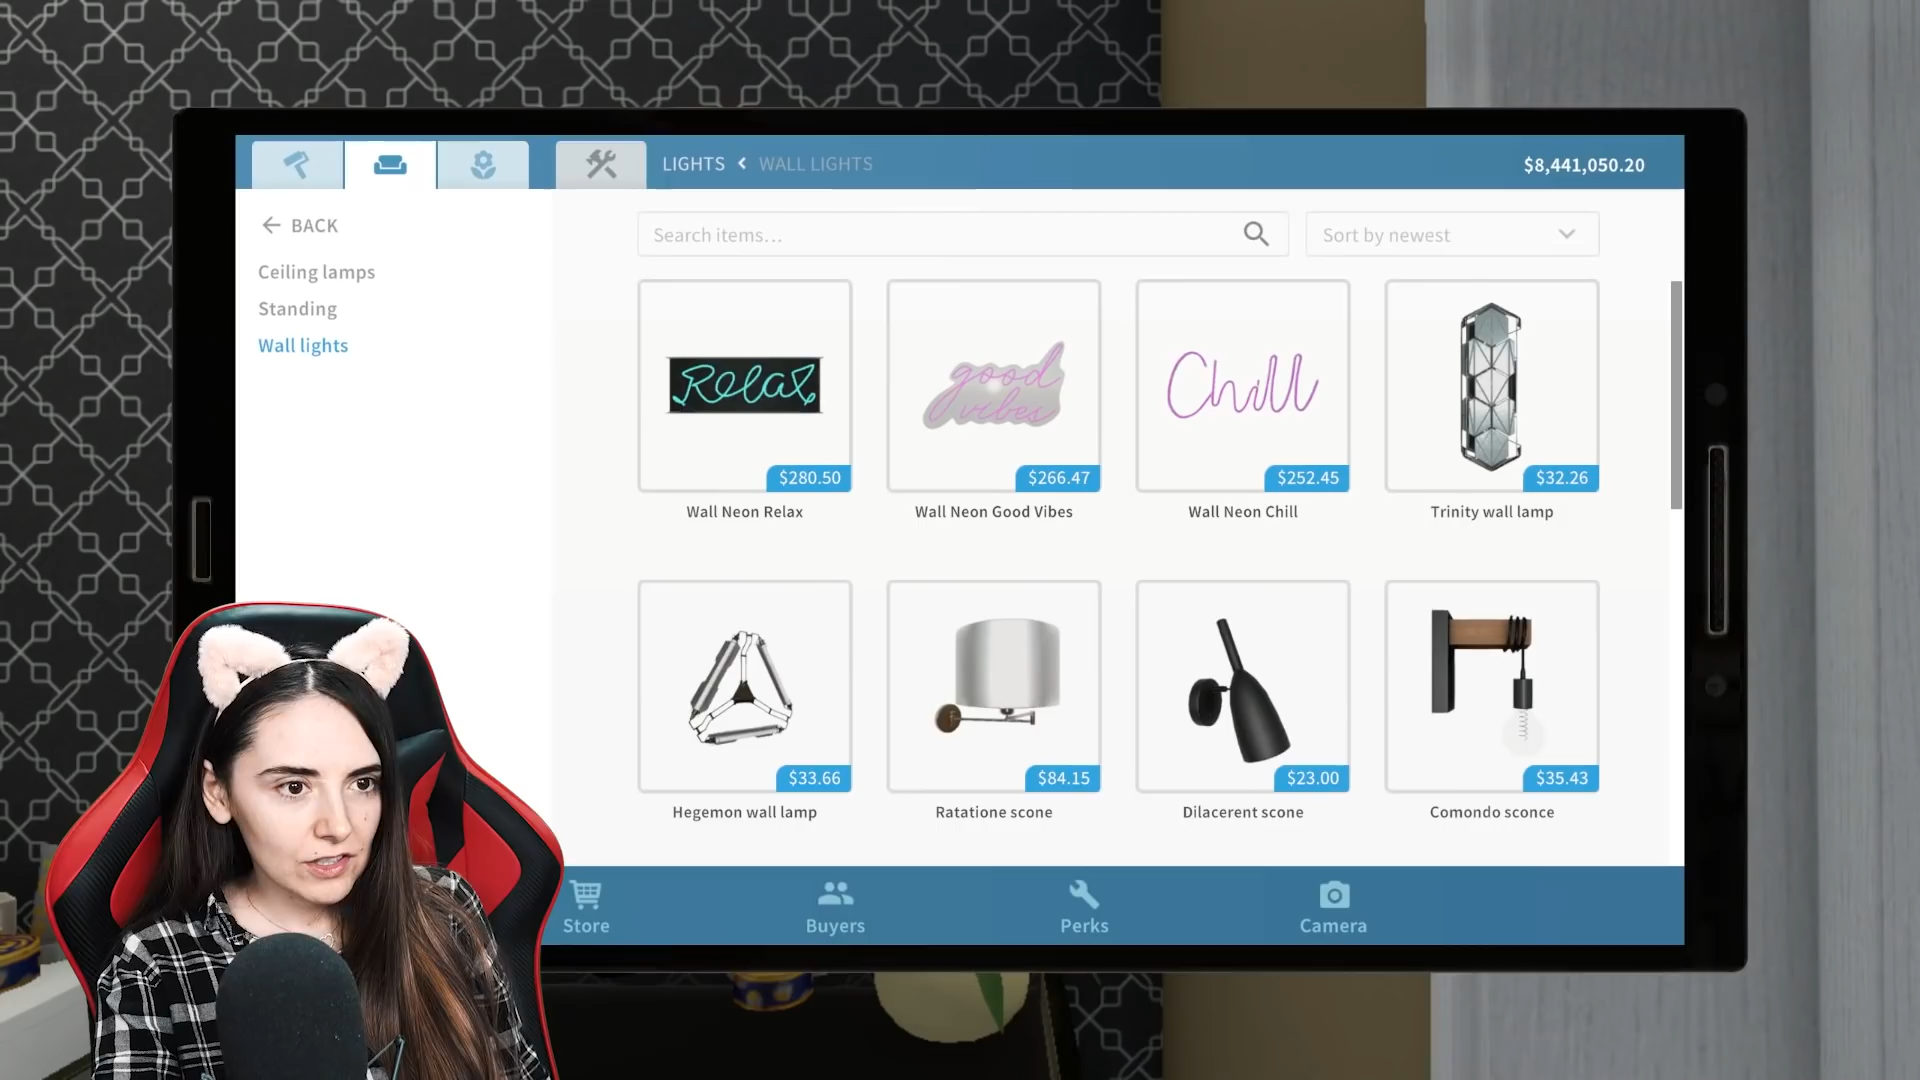 LIGHTS < WALL LIGHTS
$8,441,050.20
BACK
Search items...
Sort by newest
Ceiling lamps
Standing
Wall lights
Relax
good
vibes
Chill
$280.50
$266.47
$252.45
$32.26
Wall Neon Relax
Wall Neon Good Vibes
Wall Neon Chill
Trinity wall lamp
$33.66
$84.15
$23.00
$35.43
Hegemon wall lamp
Ratatione scone
Dilacerent scone
Comondo sconce
Store
Buyers
Perks
Camera